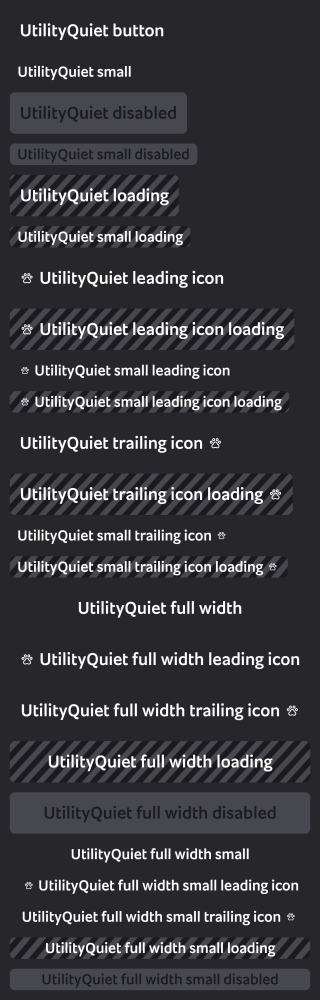 UtilityQuiet button
UtilityQuiet small
UtilityQuiet disabled
UtilityQuiet small disabled
UtilityQuiet loading
UtilityQuiet small loading
UtilityQuiet leading icon
UtilityQuiet leading icon loading
UtilityQuiet small leading icon
UtilityQuiet small leading icon loading
UtilityQuiet trailing icon
UtilityQuiet trailing icon loading
UtilityQuiet small trailing icon
UtilityQuiet small trailing icon loading
UtilityQuiet full width
UtilityQuiet full width leading icon
UtilityQuiet full width trailing icon
UtilityQuiet full width loading
UtilityQuiet full width disabled
UtilityQuiet full width small
UtilityQuiet full width small leading icon
UtilityQuiet full width small trailing icon
UtilityQuiet full width small loading
UtilityQuiet full width small disabled